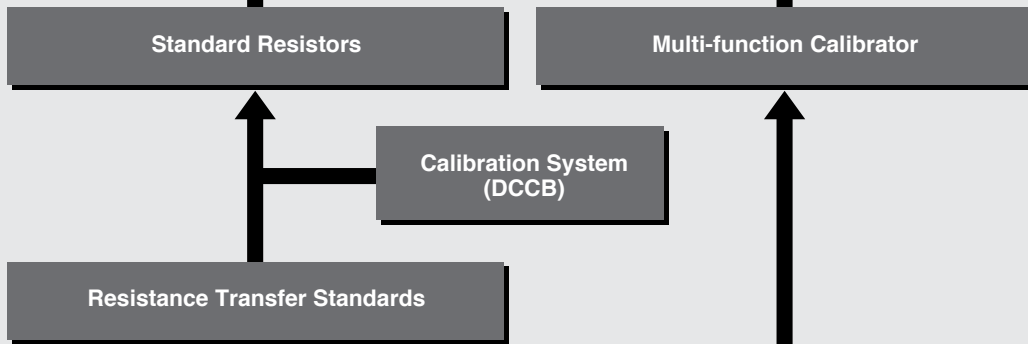 Standard Resistors
Multi-function Calibrator
Calibration System
(DCCB)
Resistance Transfer Standards